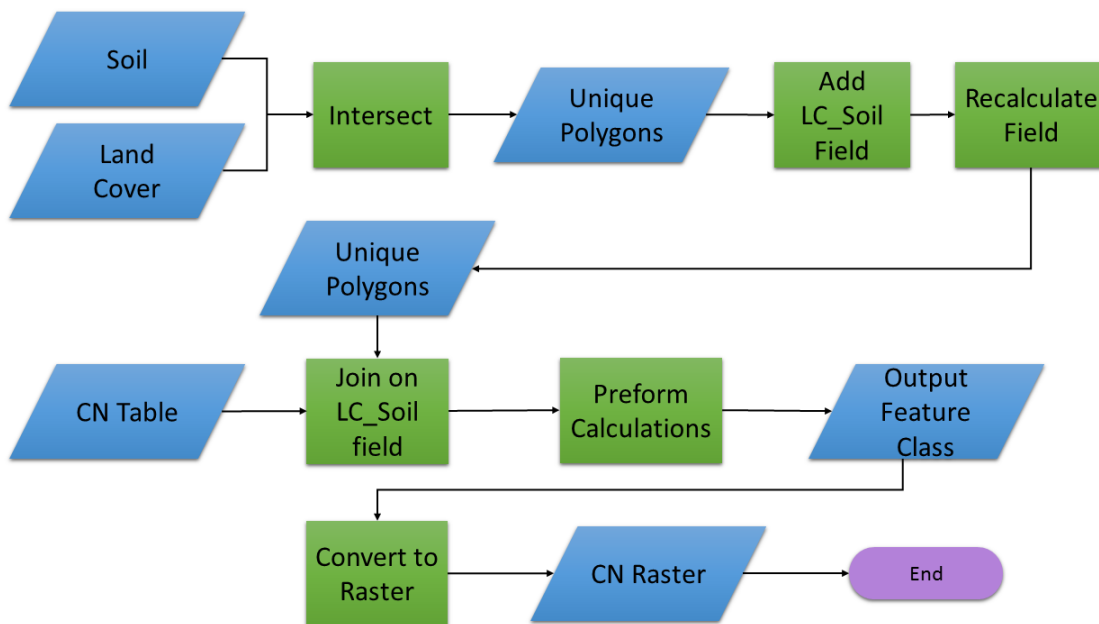 Soil
Land
Cover
Intersect
Unique
Polygons
Add
LC_Soil
Field
Recalculate
Field
Unique
Polygons
CN Table
Join on
LC_Soil
field
Preform
Calculations
Output
Feature
Class
Convert to
Raster
CN Raster
End